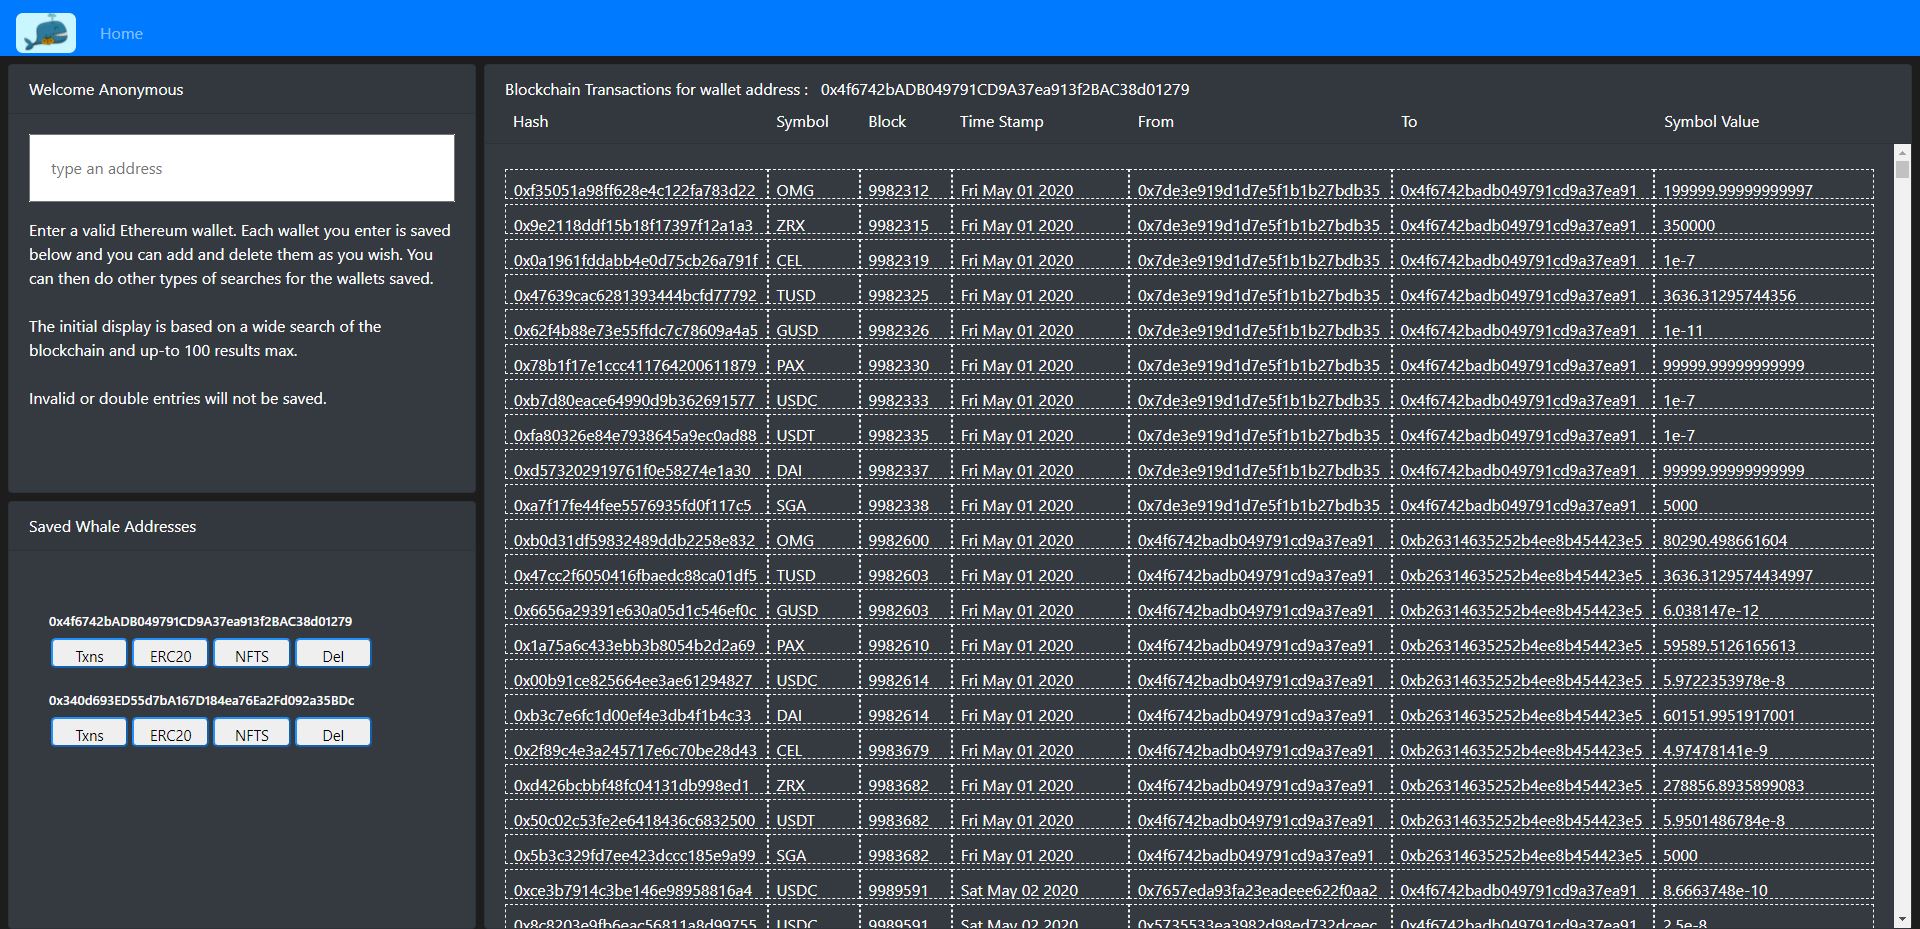 Home
Welcome Anonymous
type an address
Enter a valid Ethereum wallet. Each wallet you enter is saved
below and you can add and delete them as you wish. You
can then do other types of searches for the wallets saved.
The initial display is based on a wide search of the
blockchain and up-to 100 results max.
Invalid or double entries will not be saved.
Saved Whale Addresses
0x4f6742bADB049791CD9A37ea913f2BAC38d01279
Txns ERC20 NFTS Del
0x340d693ED55d7bA167D184ea76Ea2Fd092a35BDc
Txns ERC20 NFTS Del
Blockchain Transactions for wallet address : 0x4f6742bADB049791CD9A37ea913f2BAC38d01279
Hash Symbol Block Time Stamp From To Symbol Value
0xf35051a98ff628e4c122fa783d22 OMG 9982312 Fri May 01 2020 0x7de3e919d1d7e5f1b1b27bdb35 0x4f6742badb049791cd9a37ea91 199999.99999999997
0x9e2118ddf15b18f17397f12a1a3 ZRX 9982315 Fri May 01 2020 0x7de3e919d1d7e5f1b1b27bdb35 0x4f6742badb049791cd9a37ea91 350000
0x0a1961fddabb4e0d75cb26a791f CEL 9982319 Fri May 01 2020 0x7de3e919d1d7e5f1b1b27bdb35 0x4f6742badb049791cd9a37ea91 1e-7
0x47639cac6281393444bcfd77792 TUSD 9982325 Fri May 01 2020 0x7de3e919d1d7e5f1b1b27bdb35 0x4f6742badb049791cd9a37ea91 3636.31295744356
0x62f4b88e73e55ffdc7c78609a4a5 GUSD 9982326 Fri May 01 2020 0x7de3e919d1d7e5f1b1b27bdb35 0x4f6742badb049791cd9a37ea91 1e-11
0x78b1f17e1ccc411764200611879 PAX 9982330 Fri May 01 2020 0x7de3e919d1d7e5f1b1b27bdb35 0x4f6742badb049791cd9a37ea91 99999.99999999999
0xb7d80eace64990d9b362691577 USDC 9982333 Fri May 01 2020 0x7de3e919d1d7e5f1b1b27bdb35 0x4f6742badb049791cd9a37ea91 1e-7
0xfa80326e84e7938645a9ec0ad88 USDT 9982335 Fri May 01 2020 0x7de3e919d1d7e5f1b1b27bdb35 0x4f6742badb049791cd9a37ea91 1e-7
0xd573202919761f0e58274e1a30 DAI 9982337 Fri May 01 2020 0x7de3e919d1d7e5f1b1b27bdb35 0x4f6742badb049791cd9a37ea91 99999.99999999999
0xa7f17fe44fee5576935fd0f117c5 SGA 9982338 Fri May 01 2020 0x7de3e919d1d7e5f1b1b27bdb35 0x4f6742badb049791cd9a37ea91 5000
0xb0d31df59832489ddb2258e832 OMG 9982600 Fri May 01 2020 0x4f6742badb049791cd9a37ea91 0xb26314635252b4ee8b454423e5 80290.498661604
0x47cc2f6050416fbaedc88ca01df5 TUSD 9982603 Fri May 01 2020 0x4f6742badb049791cd9a37ea91 0xb26314635252b4ee8b454423e5 3636.3129574434997
0x6656a29391e630a05d1c546ef0c GUSD 9982603 Fri May 01 2020 0x4f6742badb049791cd9a37ea91 0xb26314635252b4ee8b454423e5 6.038147e-12
0x1a75a6c433ebb3b8054b2d2a69 PAX 9982610 Fri May 01 2020 0x4f6742badb049791cd9a37ea91 0xb26314635252b4ee8b454423e5 59589.5126165613
0x00b91ce825664ee3ae61294827 USDC 9982614 Fri May 01 2020 0x4f6742badb049791cd9a37ea91 0xb26314635252b4ee8b454423e5 5.9722353978e-8
0xb3c7e6fc1d00ef4e3db4f1b4c33 DAI 9982614 Fri May 01 2020 0x4f6742badb049791cd9a37ea91 0xb26314635252b4ee8b454423e5 60151.9951917001
0x2f89c4e3a245717e6c70be28d43 CEL 9983679 Fri May 01 2020 0x4f6742badb049791cd9a37ea91 0xb26314635252b4ee8b454423e5 4.97478141e-9
0xd426bcbbf48fc04131db998ed1 ZRX 9983682 Fri May 01 2020 0x4f6742badb049791cd9a37ea91 0xb26314635252b4ee8b454423e5 278856.8935899083
0x50c02c53fe2e6418436c6832500 USDT 9983682 Fri May 01 2020 0x4f6742badb049791cd9a37ea91 0xb26314635252b4ee8b454423e5 5.9501486784e-8
0x5b3c329fd7ee423dccc185e9a99 SGA 9983682 Fri May 01 2020 0x4f6742badb049791cd9a37ea91 0xb26314635252b4ee8b454423e5 5000
0xce3b7914c3be146e98958816a4 USDC 9989591 Sat May 02 2020 0x7657eda93fa23eadeee622f0aa2 0x4f6742badb049791cd9a37ea91 8.6663748e-10
0x8c8203e9fb6eac56811a8d99755 USDC 9989591 Sat May 02 2020 0x5735533ea3982d98ed732dceec 0x4f6742badb049791cd9a37ea91 2.5e-8